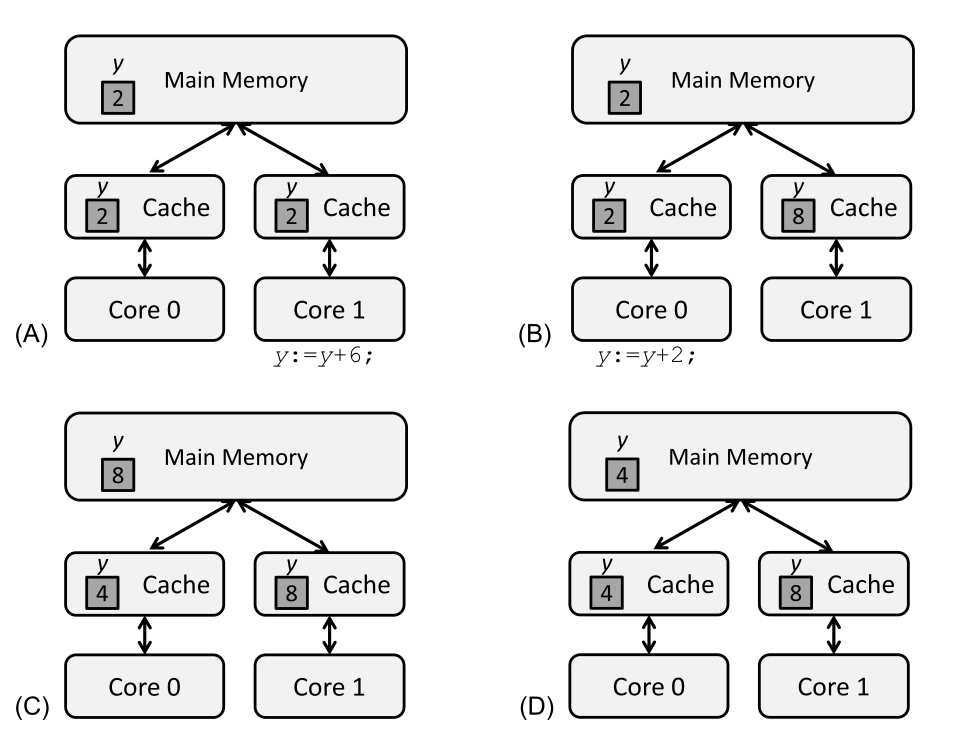 y
2 Main Memory
y
2 Cache
y
2 Cache
Core 0
Core 1
(A)
y:=y+6;
y
2 Main Memory
y
2 Cache
y
8 Cache
Core 0
Core 1
(B)
y:=y+2;
y
8 Main Memory
y
4 Cache
y
8 Cache
Core 0
Core 1
(C)
y
4 Main Memory
y
4 Cache
y
8 Cache
Core 0
Core 1
(D)